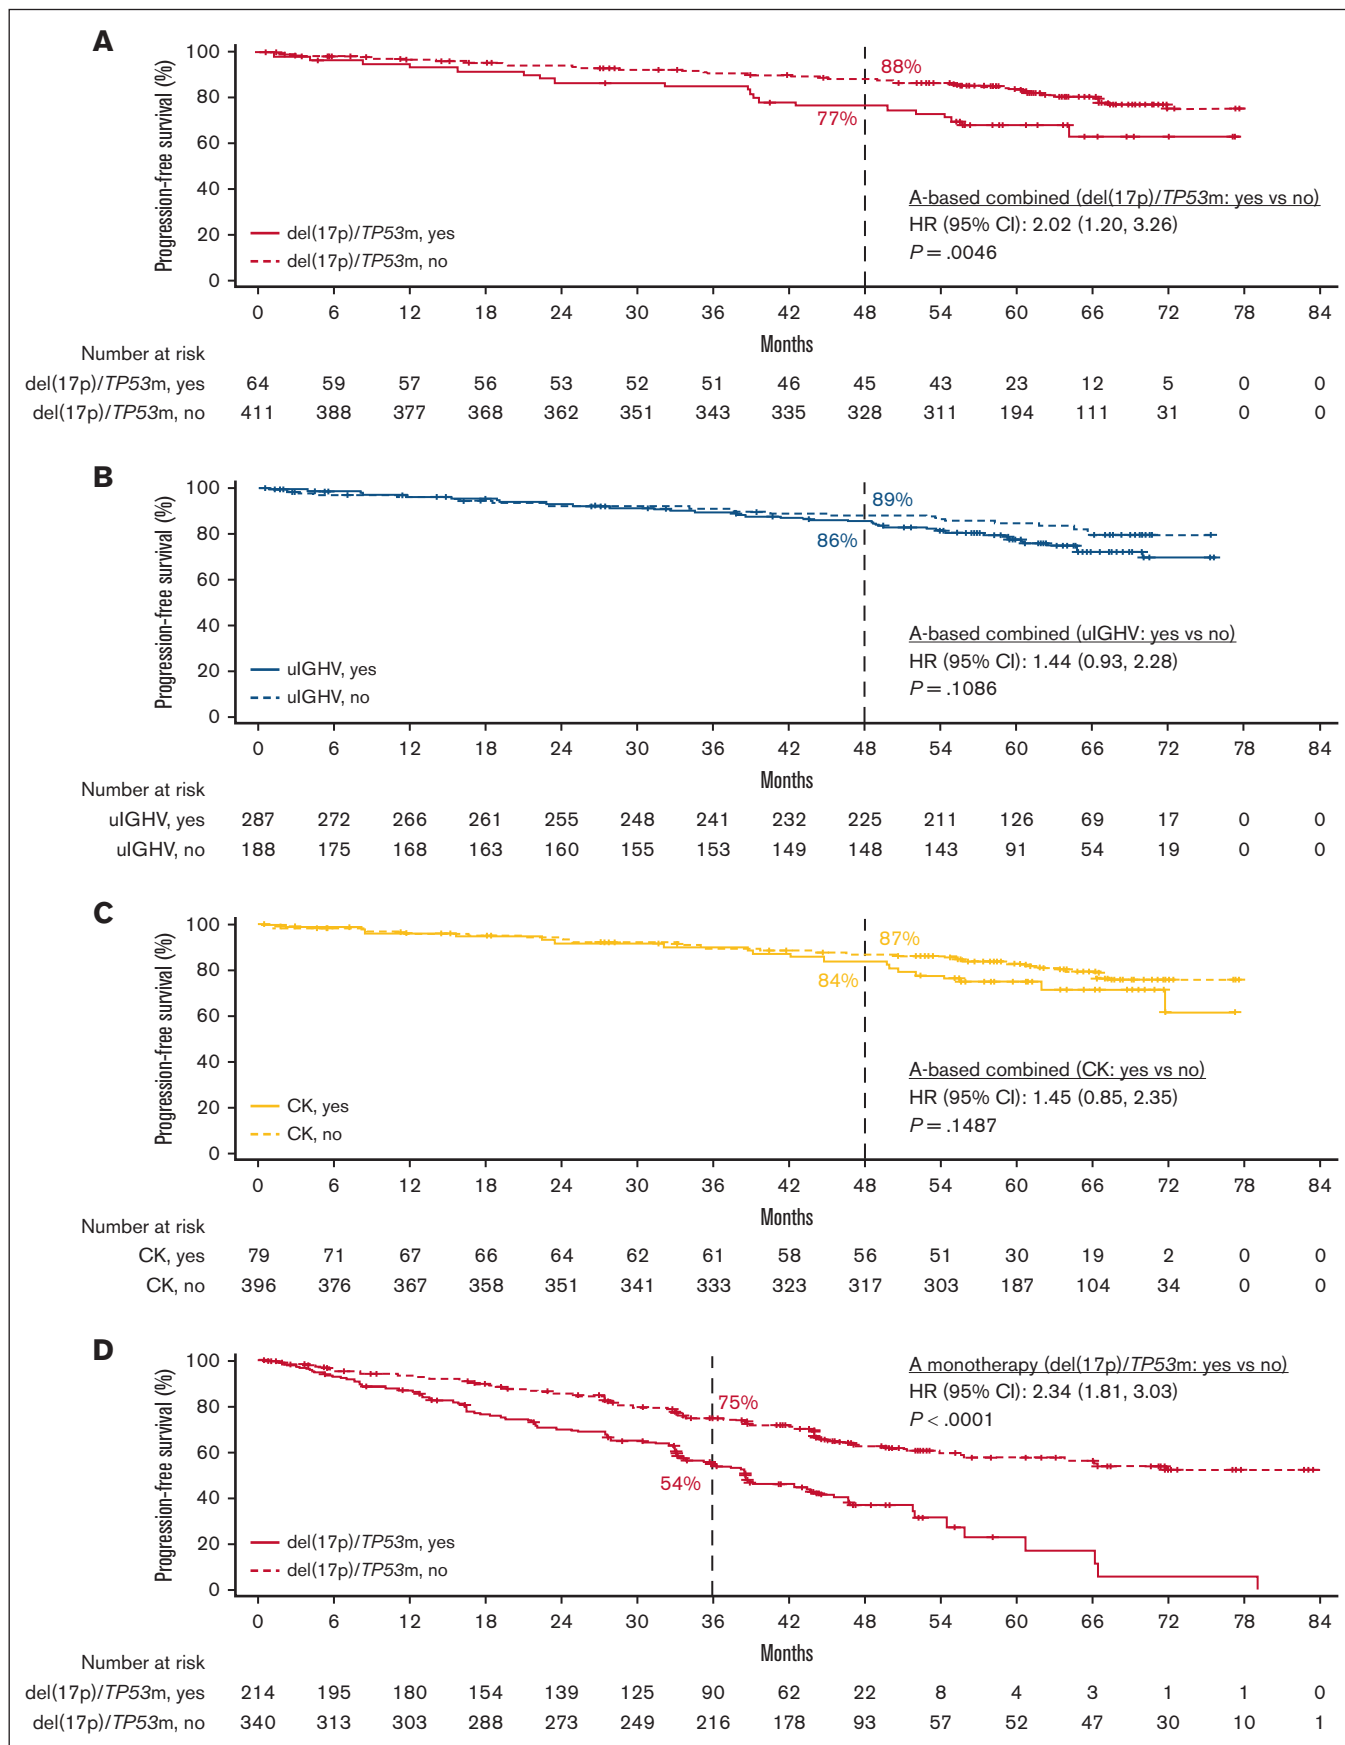 A
Progression-free survival (%)
100
80
60
40
20
0
88%
77%
A-based combined (del(17p)/TP53m: yes vs no)
HR (95% CI): 2.02 (1.20, 3.26)
P = .0046
del(17p)/TP53m, yes
del(17p)/TP53m, no
0 6 12 18 24 30 36 42 48 54 60 66 72 78 84
Months
Number at risk
del(17p)/TP53m, yes 64 59 57 56 53 52 51 46 45 43 23 12 5 0 0
del(17p)/TP53m, no 411 388 377 368 362 351 343 335 328 311 194 111 31 0 0
B
Progression-free survival (%)
100
80
60
40
20
0
89%
86%
A-based combined (uIGHV: yes vs no)
HR (95% CI): 1.44 (0.93, 2.28)
P = .1086
uIGHV, yes
uIGHV, no
0 6 12 18 24 30 36 42 48 54 60 66 72 78 84
Months
Number at risk
uIGHV, yes 287 272 266 261 255 248 241 232 225 211 126 69 17 0 0
uIGHV, no 188 175 168 163 160 155 153 149 148 143 91 54 19 0 0
C
Progression-free survival (%)
100
80
60
40
20
0
87%
84%
A-based combined (CK: yes vs no)
HR (95% CI): 1.45 (0.85, 2.35)
P = .1487
CK, yes
CK, no
0 6 12 18 24 30 36 42 48 54 60 66 72 78 84
Months
Number at risk
CK, yes 79 71 67 66 64 62 61 58 56 51 30 19 2 0 0
CK, no 396 376 367 358 351 341 333 323 317 303 187 104 34 0 0
D
Progression-free survival (%)
100
80
60
40
20
0
75%
54%
A monotherapy (del(17p)/TP53m: yes vs no)
HR (95% CI): 2.34 (1.81, 3.03)
P < .0001
del(17p)/TP53m, yes
del(17p)/TP53m, no
0 6 12 18 24 30 36 42 48 54 60 66 72 78 84
Months
Number at risk
del(17p)/TP53m, yes 214 195 180 154 139 125 90 62 22 8 4 3 1 1 0
del(17p)/TP53m, no 340 313 303 288 273 249 216 178 93 57 52 47 30 10 1